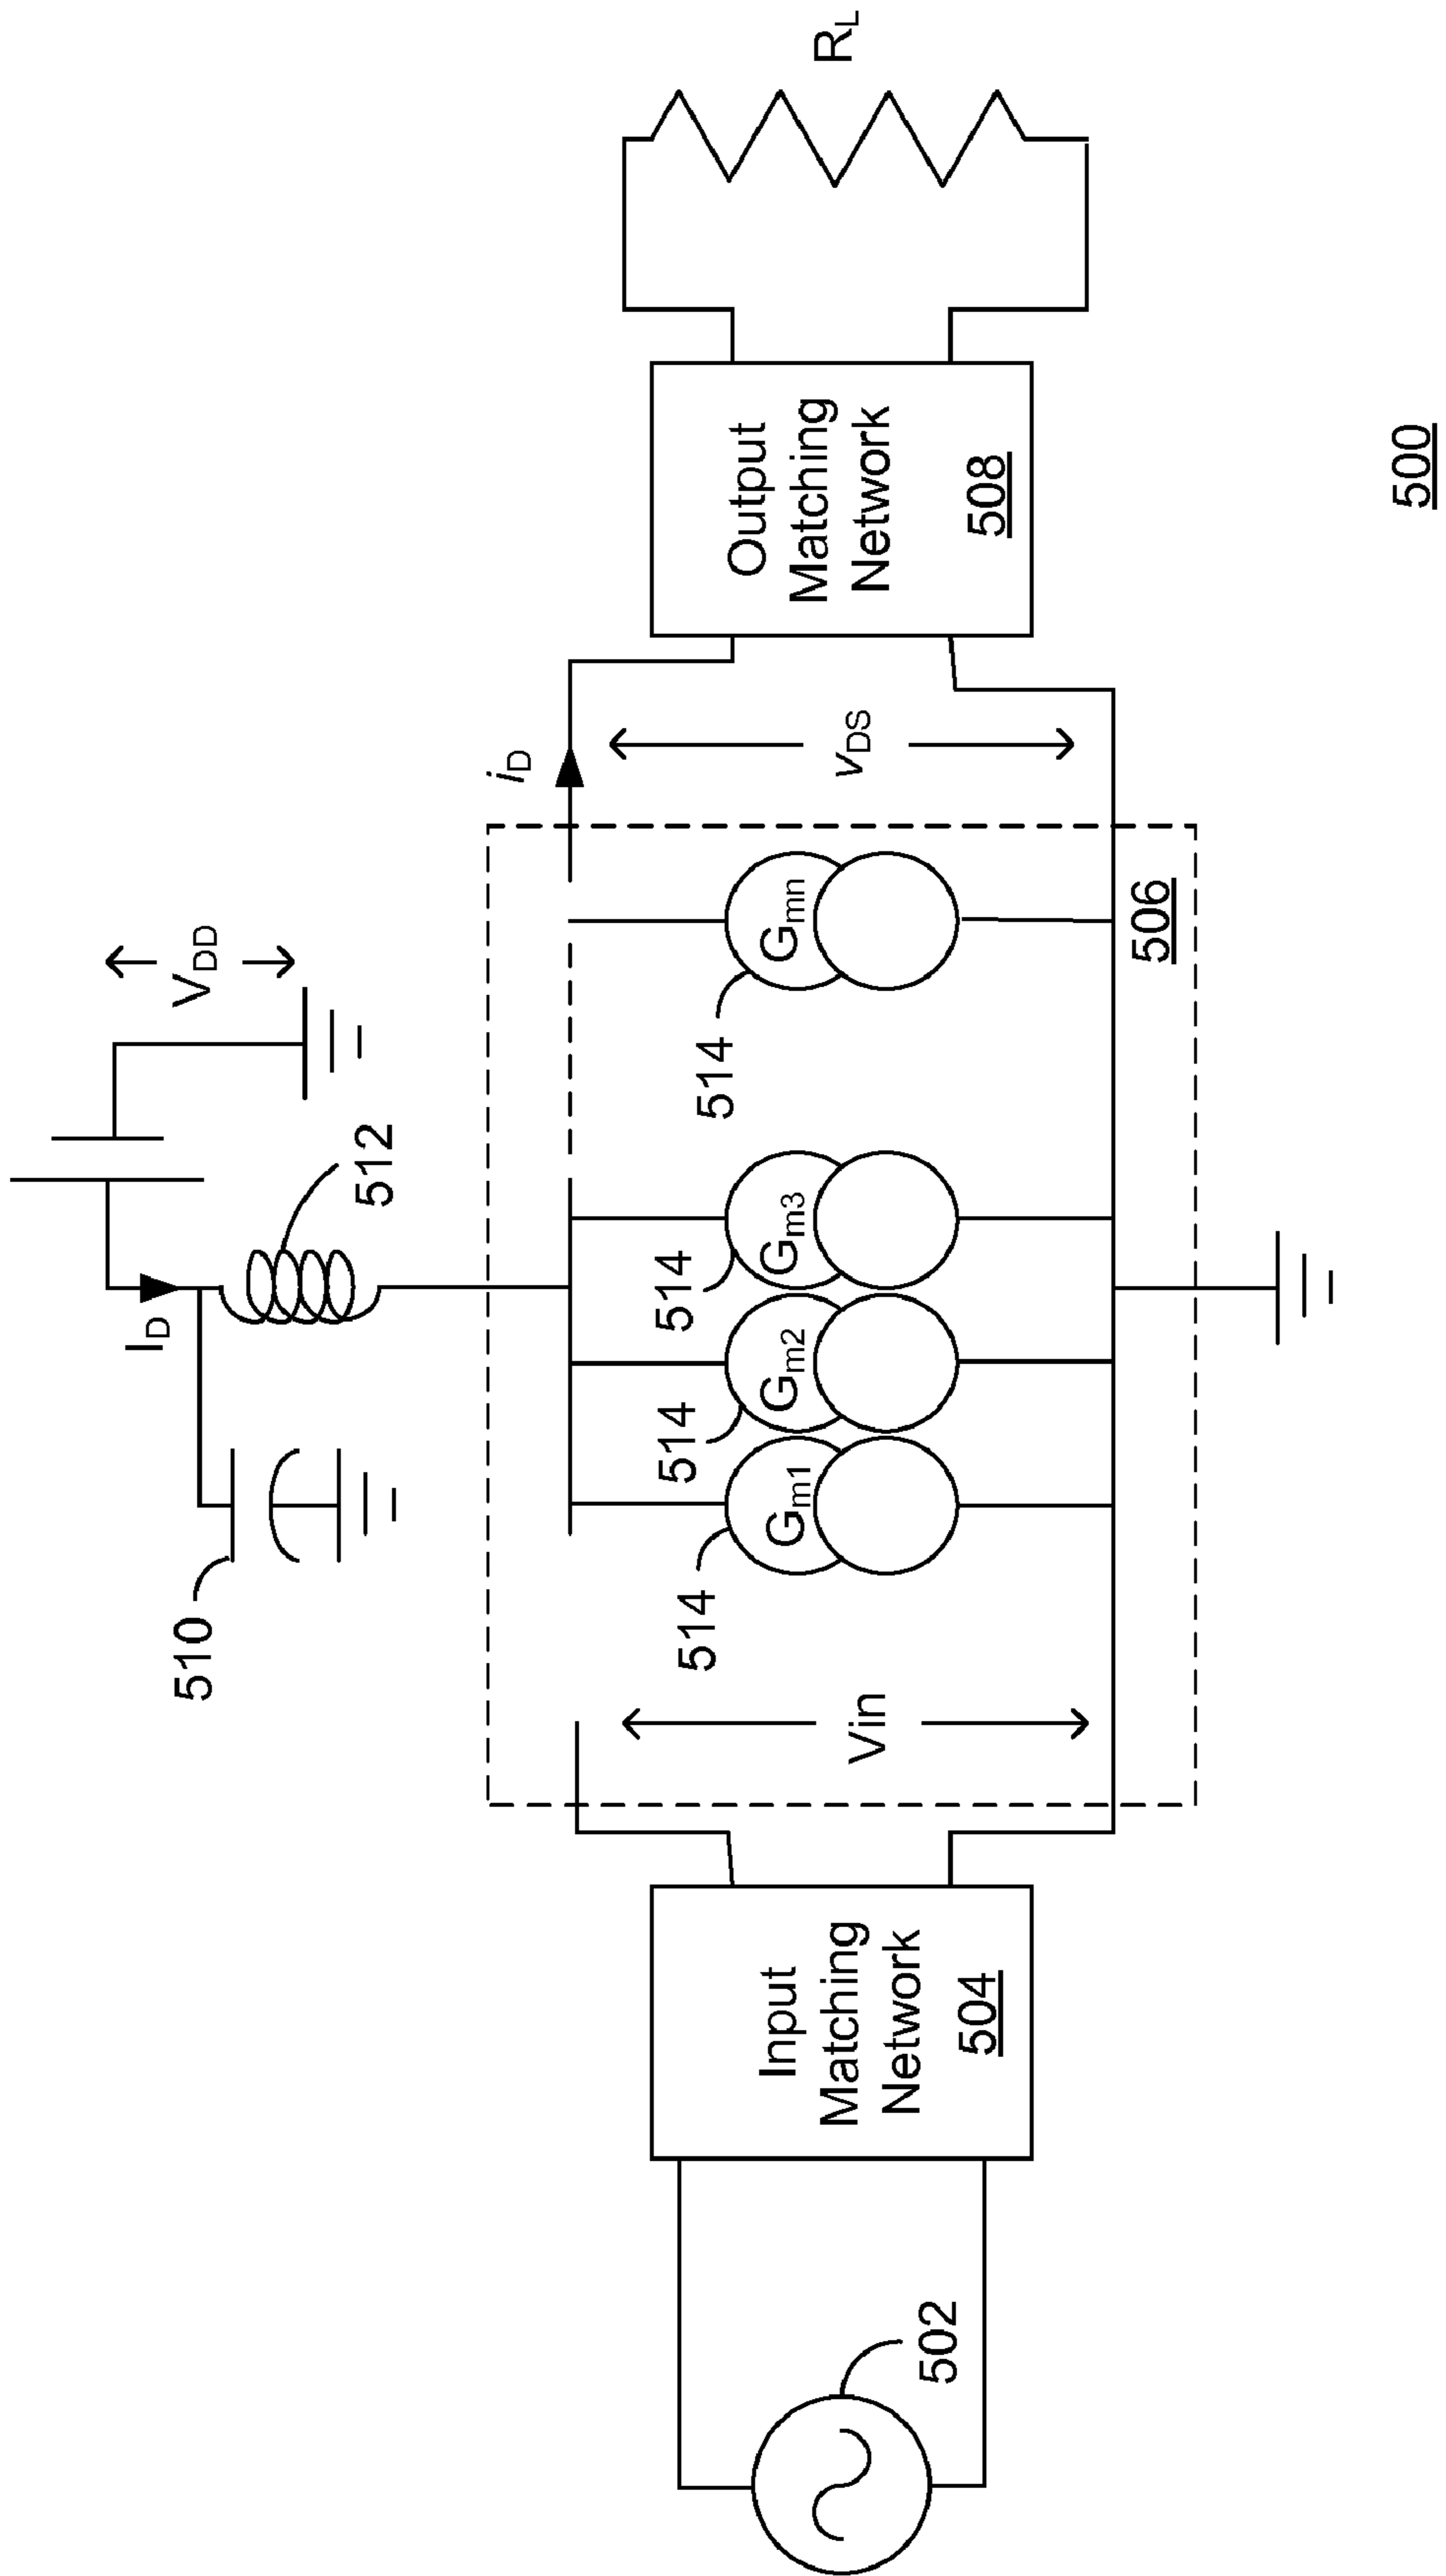 V_DD
I_D
510
512
i_D
Vin
514
G_m1
514
G_m2
514
G_m3
514
G_mn
v_DS
506
502
Input
Matching
Network
504
Output
Matching
Network
508
R_L
500